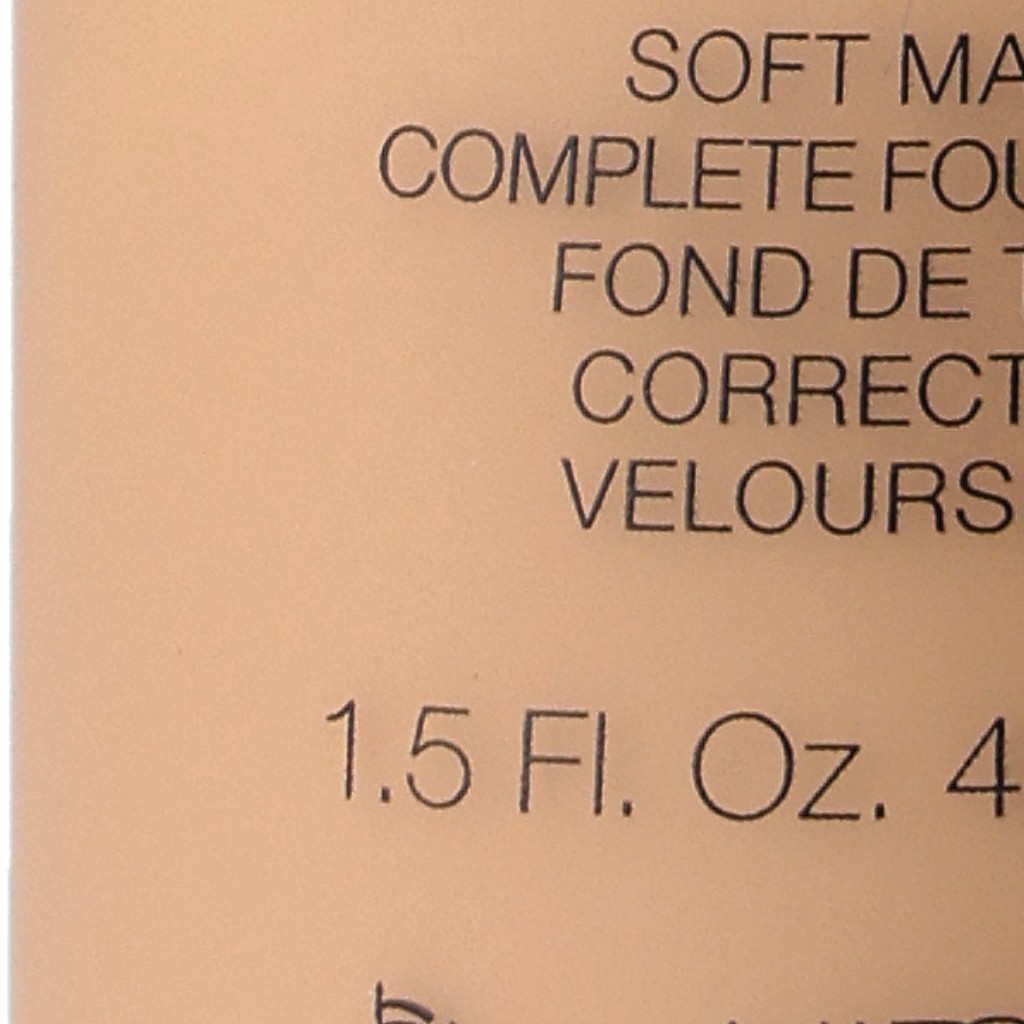 SOFT MA
COMPLETE FOU
FOND DE T
CORRECT
VELOURS
1.5 Fl. Oz. 4